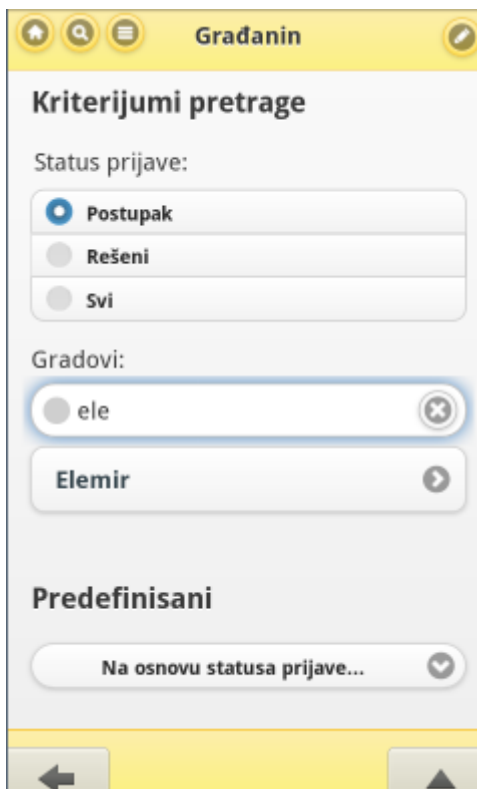 Građanin
Kriterijumi pretrage
Status prijave:
Postupak
Rešeni
Svi
Gradovi:
ele
Elemir
Predefinisani
Na osnovu statusa prijave...